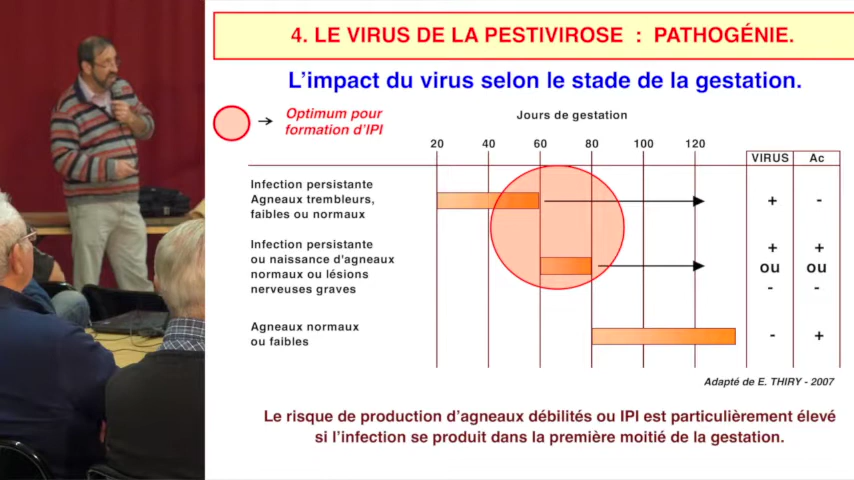 4. LE VIRUS DE LA PESTIVIROSE : PATHOGÉNIE.
L'impact du virus selon le stade de la gestation.
Optimum pour
formation d'IPI
Jours de gestation
20 40 60 80 100 120
VIRUS Ac
Infection persistante
Agneaux trembleurs,
faibles ou normaux
+ -
Infection persistante
ou naissance d'agneaux
normaux ou lésions
nerveuses graves
+ +
ou ou
- -
Agneaux normaux
ou faibles
- +
Adapté de E. THIRY - 2007
Le risque de production d'agneaux débilités ou IPI est particulièrement élevé
si l'infection se produit dans la première moitié de la gestation.